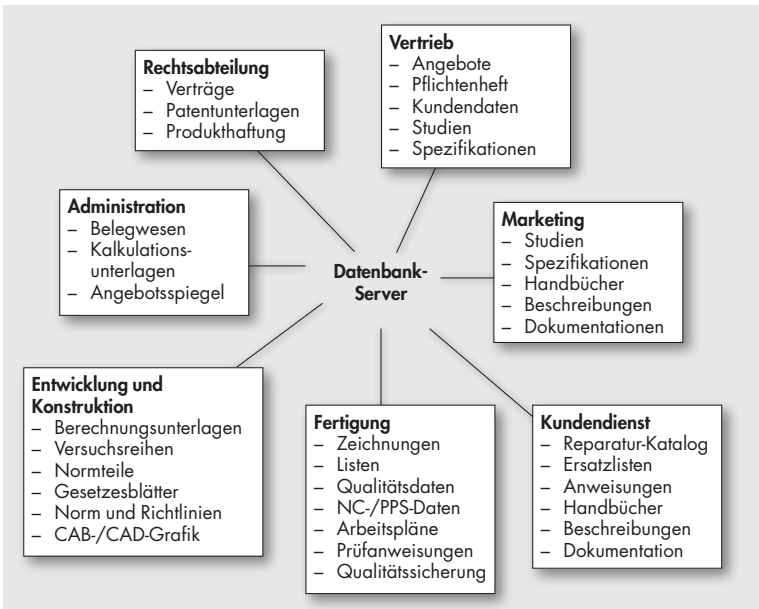 Rechtsabteilung
– Verträge
– Patentunterlagen
– Produkthaftung
Vertrieb
– Angebote
– Pflichtenheft
– Kundendaten
– Studien
– Spezifikationen
Administration
– Belegwesen
– Kalkulations-
unterlagen
– Angebotsspiegel
Datenbank-
Server
Marketing
– Studien
– Spezifikationen
– Handbücher
– Beschreibungen
– Dokumentationen
Entwicklung und
Konstruktion
– Berechnungsunterlagen
– Versuchsreihen
– Normteile
– Gesetzesblätter
– Norm und Richtlinien
– CAB-/CAD-Grafik
Fertigung
– Zeichnungen
– Listen
– Qualitätsdaten
– NC-/PPS-Daten
– Arbeitspläne
– Prüfanweisungen
– Qualitätssicherung
Kundendienst
– Reparatur-Katalog
– Ersatzlisten
– Anweisungen
– Handbücher
– Beschreibungen
– Dokumentation